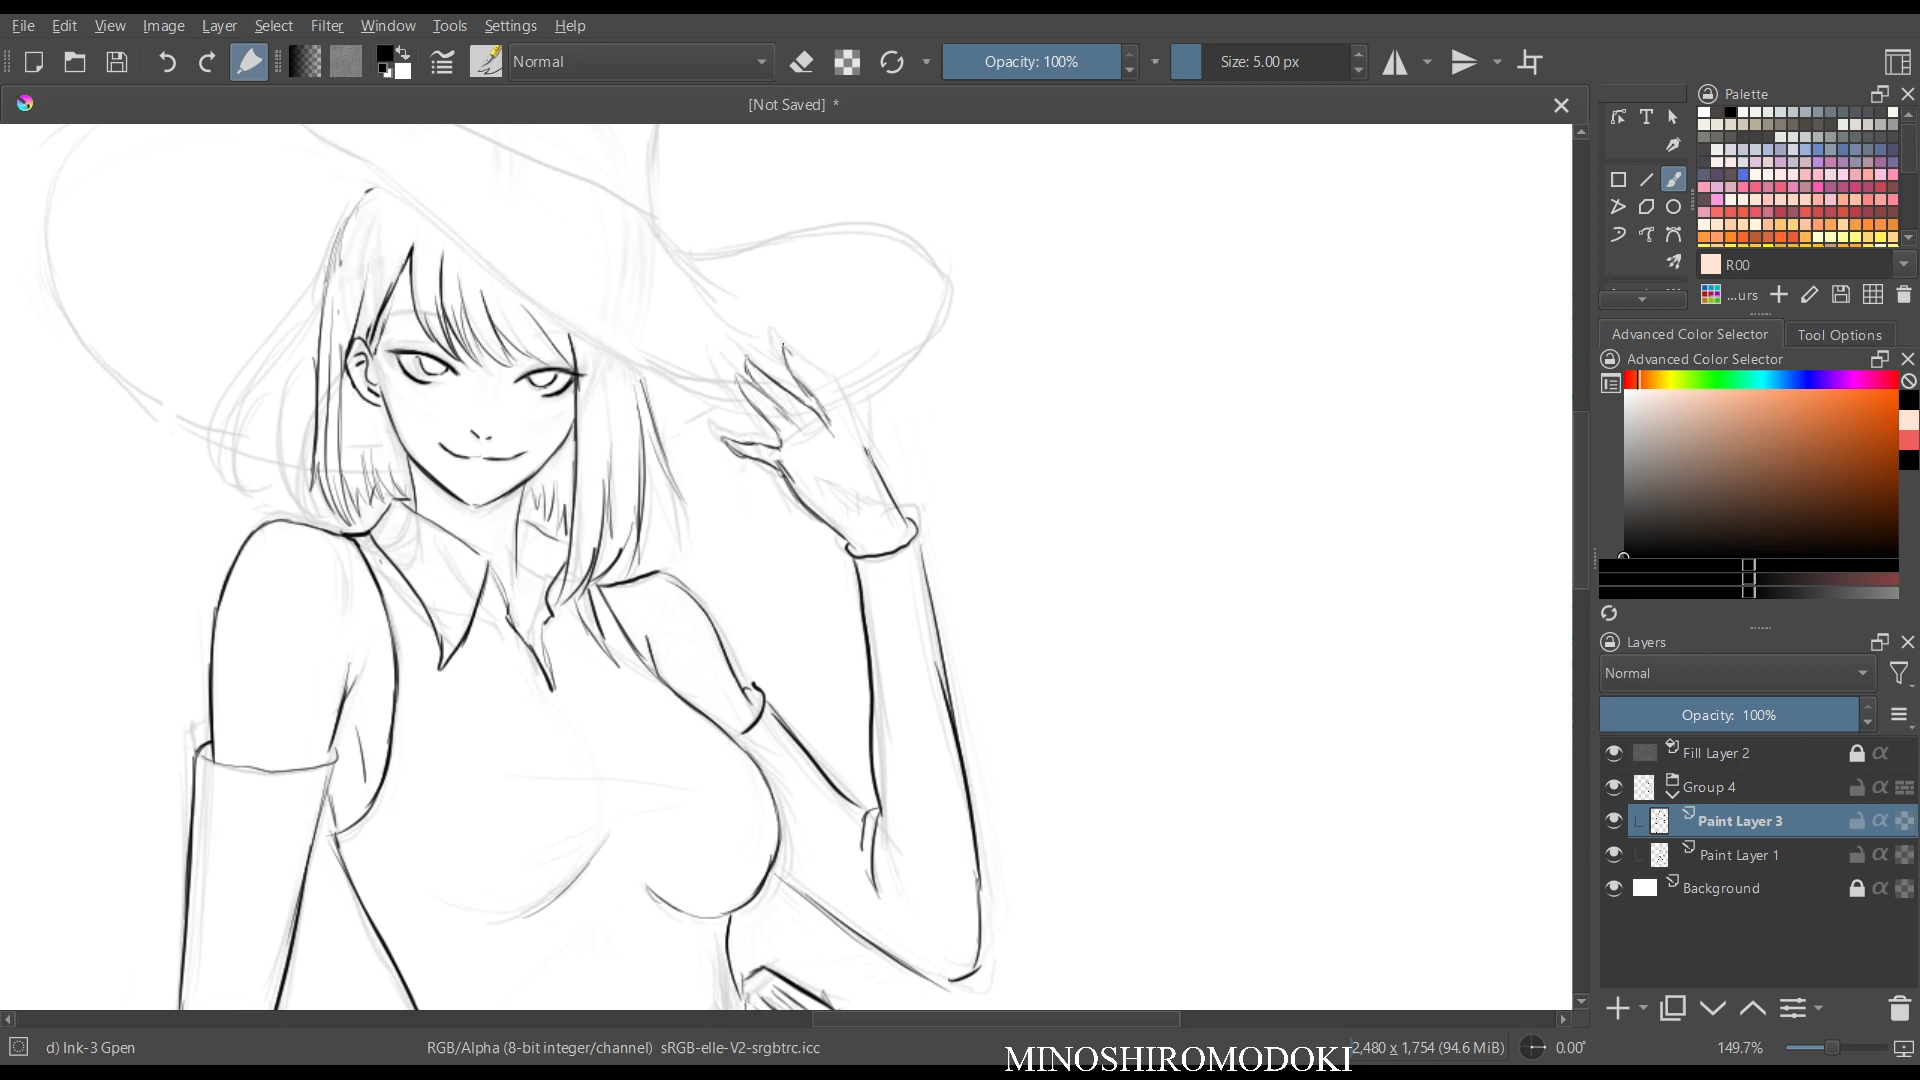 File Edit View Image Layer Select Filter Window Tools Settings Help
Normal Opacity: 100% Size: 5.00 px
[Not Saved] *
Palette
T
R00
...urs
Advanced Color Selector Tool Options
Advanced Color Selector
Layers
Normal
Opacity: 100%
Fill Layer 2
Group 4
Paint Layer 3
Paint Layer 1
Background
d) Ink-3 Gpen RGB/Alpha (8-bit integer/channel) sRGB-elle-V2-srgbtrc.icc 2,480 x 1,754 (94.6 MiB) 0.00° 149.7%
MINOSHIROMODOKI